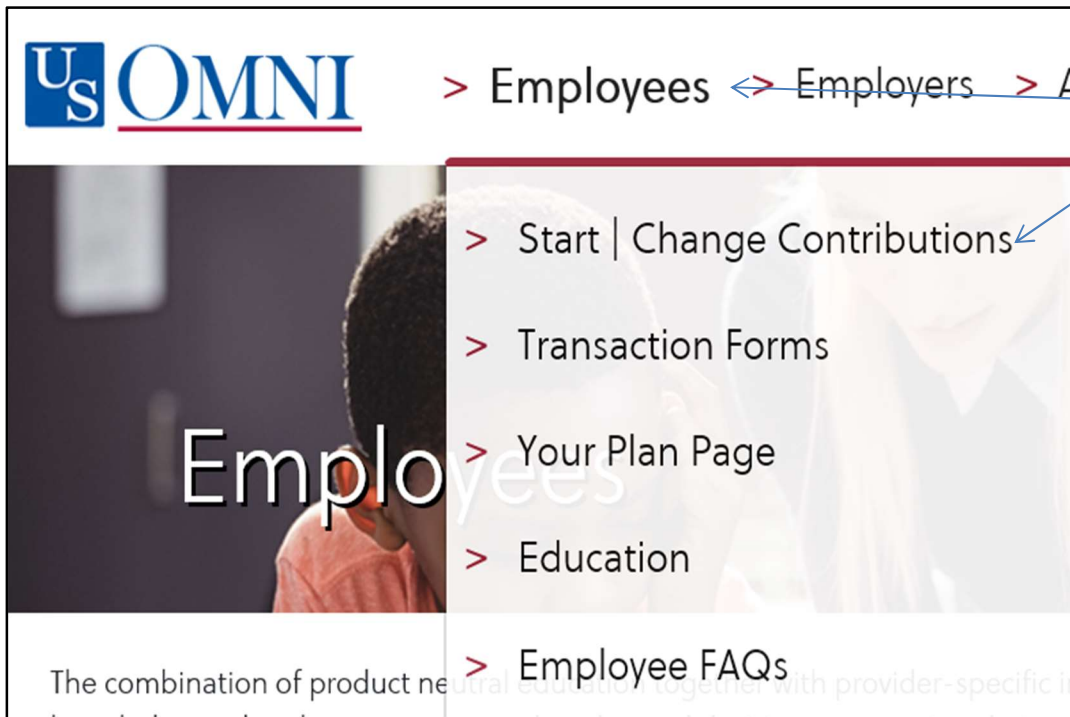 US OMNI
> Employees > Employers >
> Start | Change Contributions
> Transaction Forms
> Your Plan Page
Employees
> Education
> Employee FAQs
The combination of product neutral education together with provider-specific